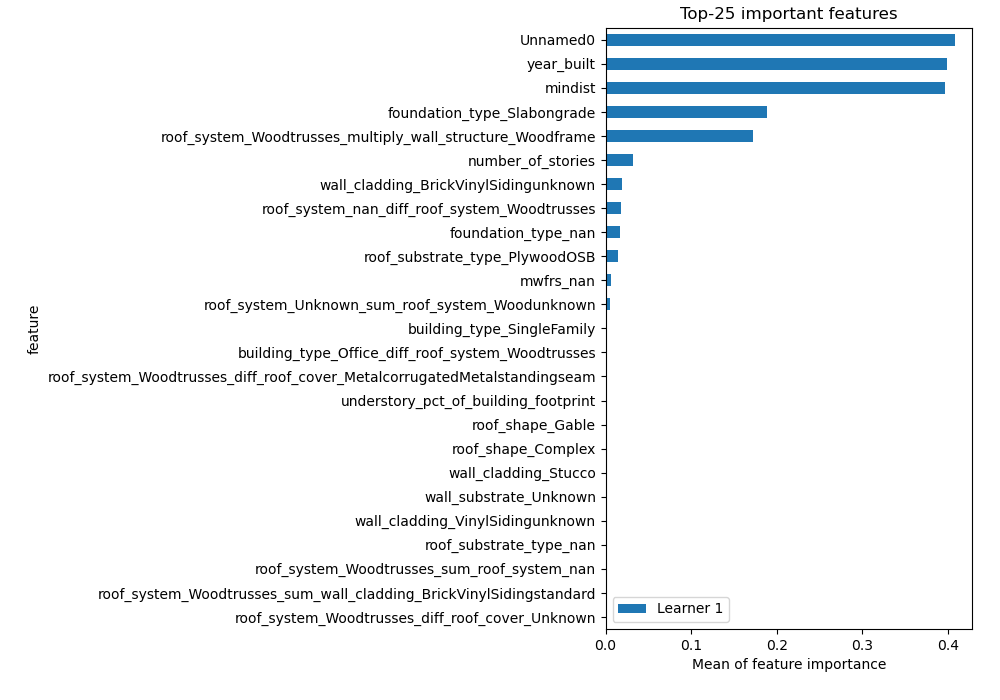 Top-25 important features
Unnamed0
year_built
mindist
foundation_type_Slabongrade
roof_system_Woodtrusses_multiply_wall_structure_Woodframe
number_of_stories
wall_cladding_BrickVinylSidingunknown
roof_system_nan_diff_roof_system_Woodtrusses
foundation_type_nan
roof_substrate_type_PlywoodOSB
mwfrs_nan
roof_system_Unknown_sum_roof_system_Woodunknown
feature
building_type_SingleFamily
building_type_Office_diff_roof_system_Woodtrusses
roof_system_Woodtrusses_diff_roof_cover_MetalcorrugatedMetalstandingseam
understory_pct_of_building_footprint
roof_shape_Gable
roof_shape_Complex
wall_cladding_Stucco
wall_substrate_Unknown
wall_cladding_VinylSidingunknown
roof_substrate_type_nan
roof_system_Woodtrusses_sum_roof_system_nan
roof_system_Woodtrusses_sum_wall_cladding_BrickVinylSidingstandard
roof_system_Woodtrusses_diff_roof_cover_Unknown
Learner 1
0.0 0.1 0.2 0.3 0.4
Mean of feature importance